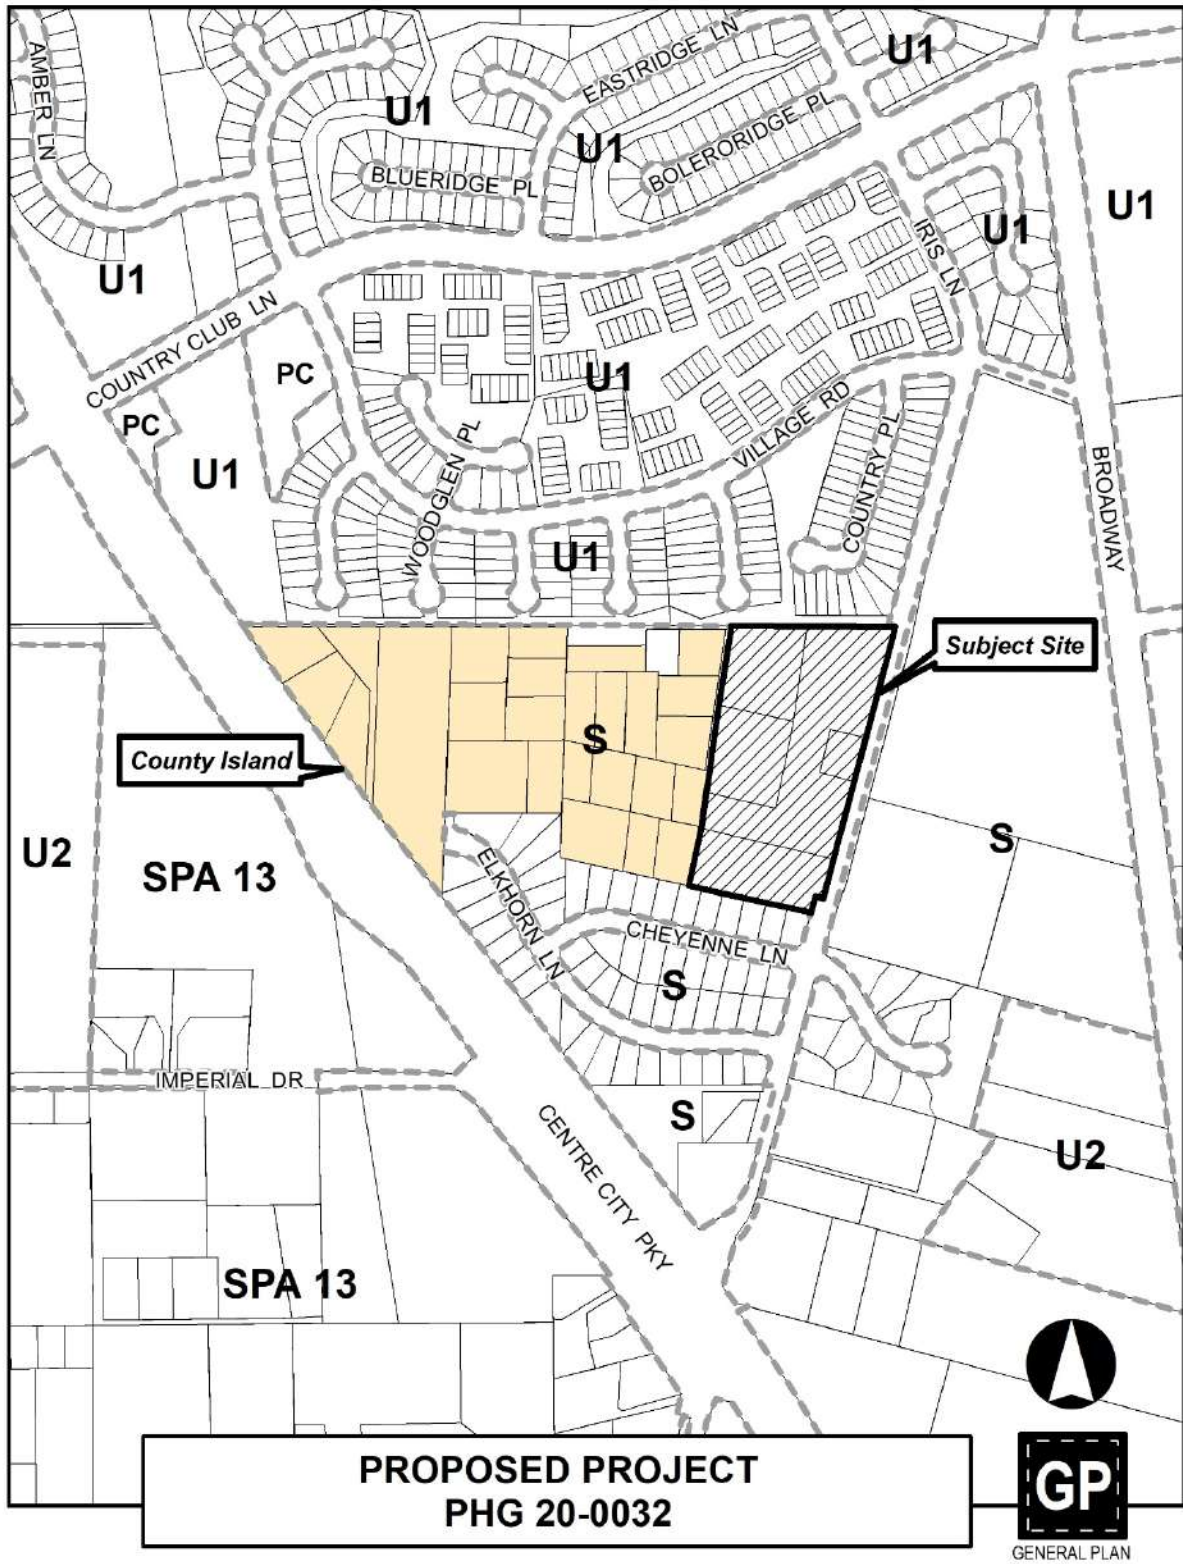 AMBER LN
EASTRIDGE LN
U1
U1
U1
BLUERIDGE PL
BOLERORIDGE PL
U1
U1
IRIS LN
U1
COUNTRY CLUB LN
PC
U1
PC
U1
VILLAGE RD
COUNTRY PL
WOODGLEN PL
BROADWAY
U1
Subject Site
S
County Island
U2
SPA 13
S
ELKHORN LN
CHEYENNE LN
S
IMPERIAL DR
S
CENTRE CITY PKY
U2
SPA 13
PROPOSED PROJECT
PHG 20-0032
GP
GENERAL PLAN